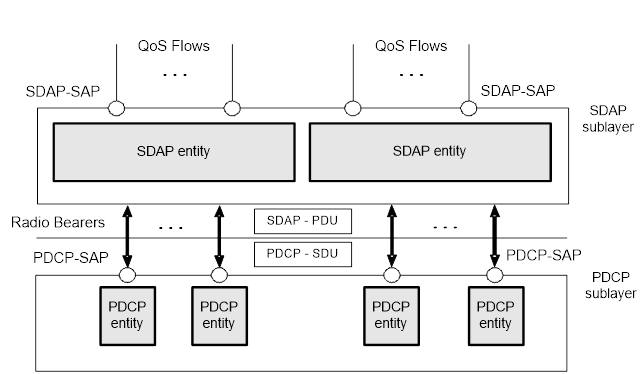 QoS Flows
QoS Flows
. . .
. . .
SDAP-SAP
SDAP-SAP
SDAP
sublayer
SDAP entity
SDAP entity
Radio Bearers
. . .
SDAP - PDU
. . .
PDCP-SAP
PDCP - SDU
PDCP-SAP
PDCP
sublayer
PDCP
entity
PDCP
entity
PDCP
entity
PDCP
entity